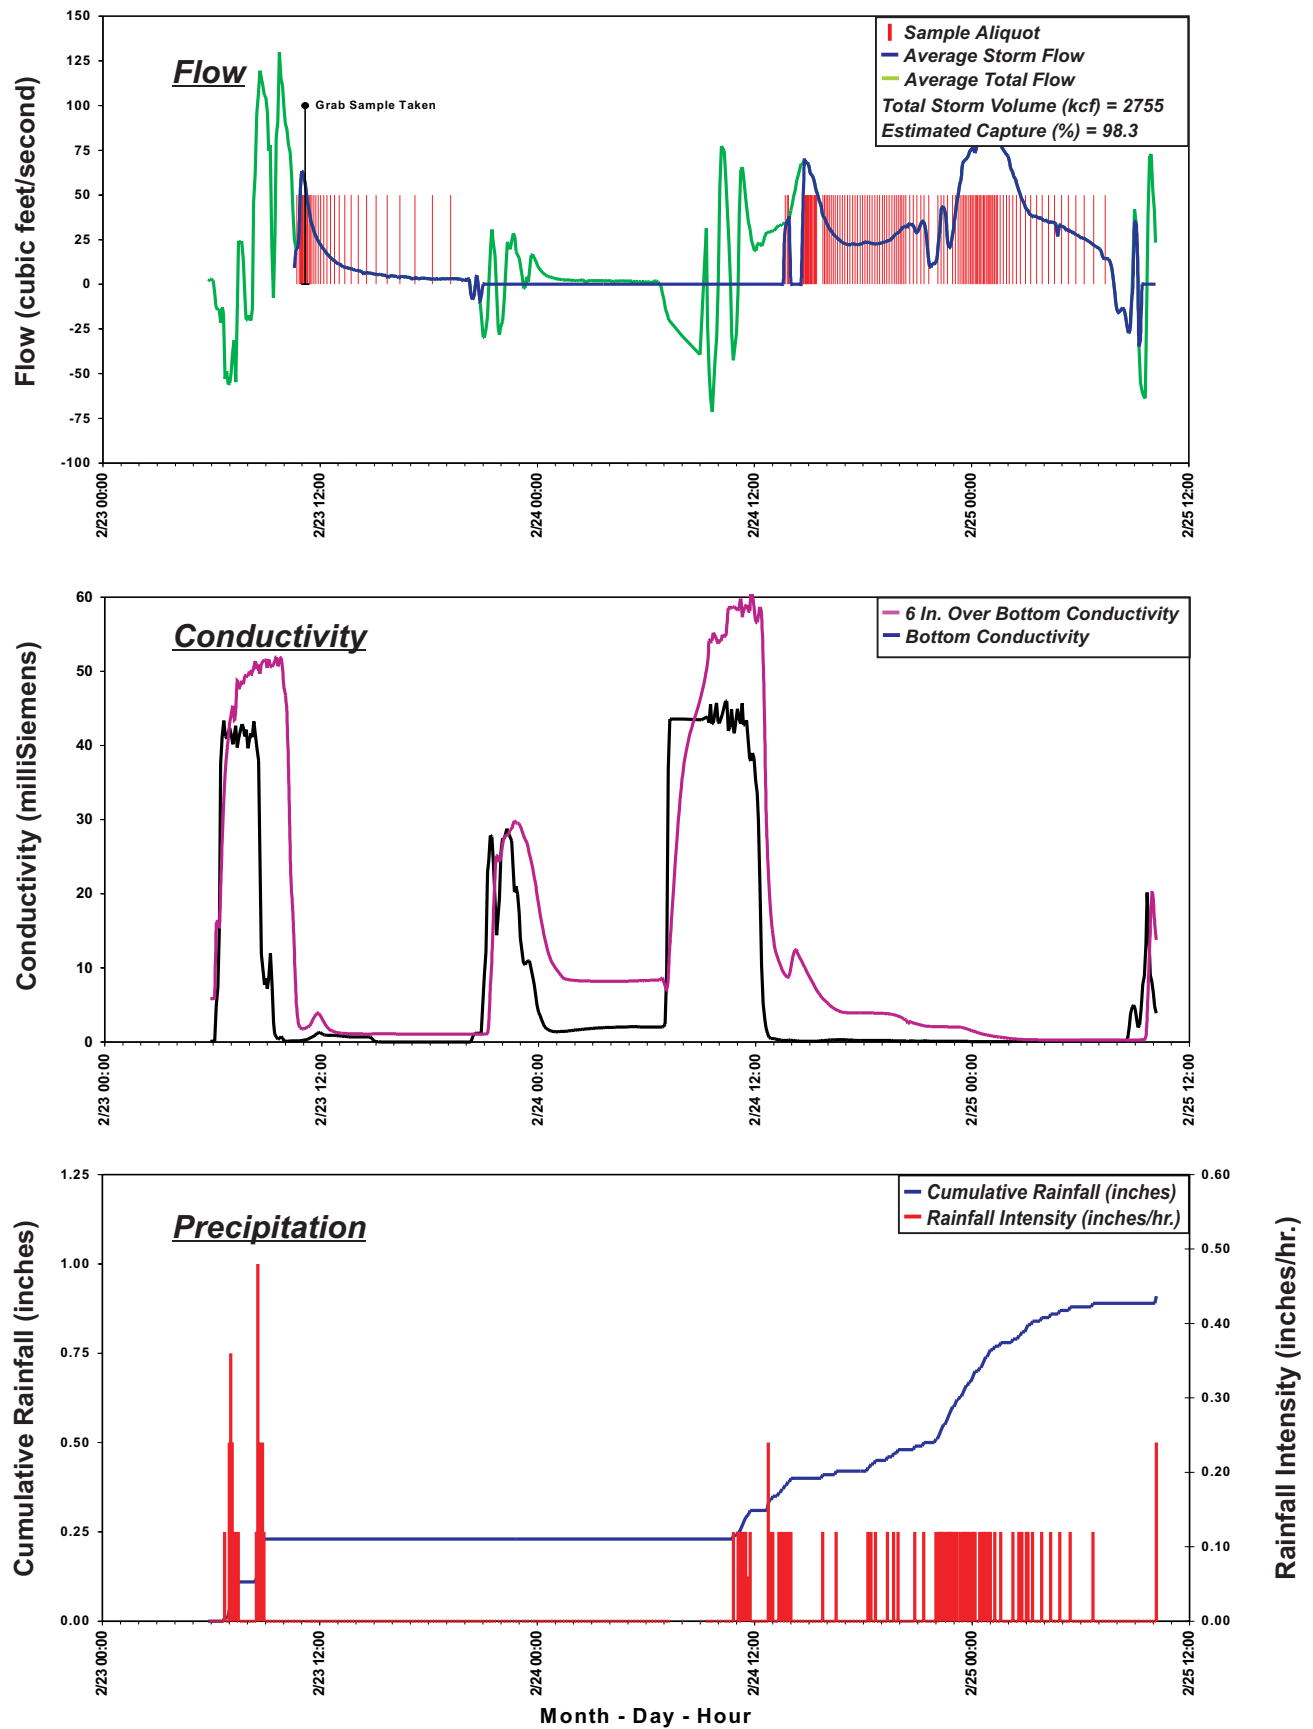 Flow
Sample Aliquot
Average Storm Flow
Average Total Flow
Total Storm Volume (kcf) = 2755
Estimated Capture (%) = 98.3
Grab Sample Taken
Flow (cubic feet/second)
150
125
100
75
50
25
0
-25
-50
-75
-100
2/23 00:00
2/23 12:00
2/24 00:00
2/24 12:00
2/25 00:00
2/25 12:00
Conductivity
6 In. Over Bottom Conductivity
Bottom Conductivity
Conductivity (milliSiemens)
60
50
40
30
20
10
0
2/23 00:00
2/23 12:00
2/24 00:00
2/24 12:00
2/25 00:00
2/25 12:00
Precipitation
Cumulative Rainfall (inches)
Rainfall Intensity (inches/hr.)
Cumulative Rainfall (inches)
1.25
1.00
0.75
0.50
0.25
0.00
0.60
0.50
0.40
0.30
0.20
0.10
0.00
Rainfall Intensity (inches/hr.)
2/23 00:00
2/23 12:00
2/24 00:00
2/24 12:00
2/25 00:00
2/25 12:00
Month - Day - Hour